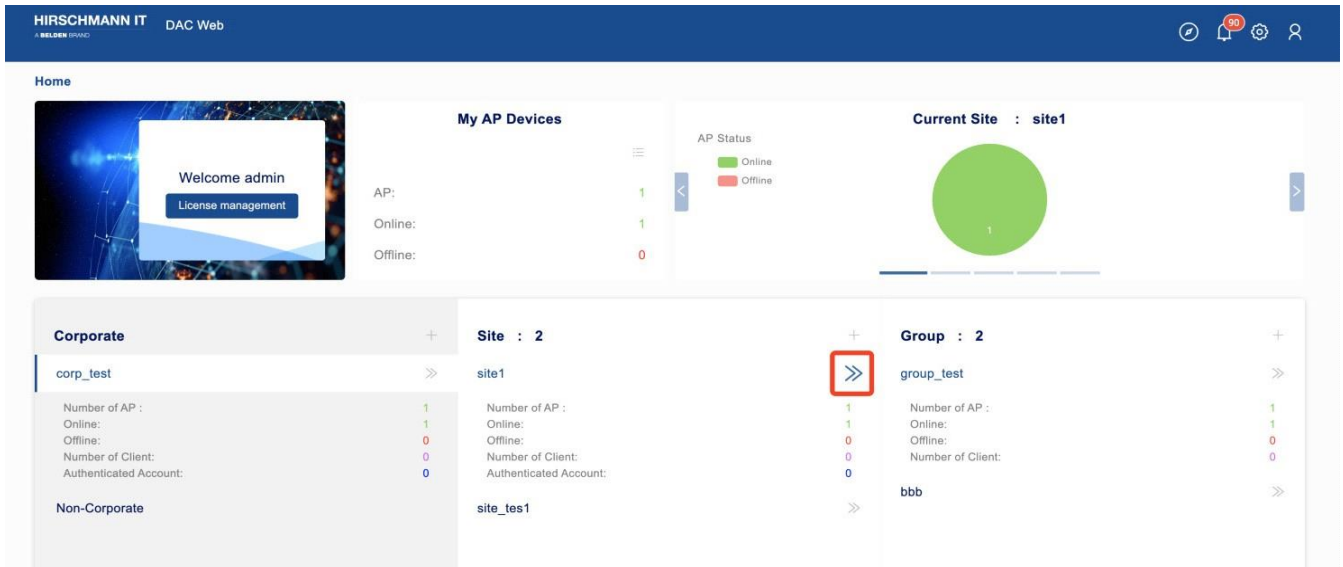 HIRSCHMANN IT
A BELDEN BRAND
DAC Web
90
Home
Welcome admin
License management
My AP Devices
AP: 1
Online: 1
Offline: 0
Current Site : site1
AP Status
Online
Offline
1
Corporate
corp_test
Number of AP : 1
Online: 1
Offline: 0
Number of Client: 0
Authenticated Account: 0
Non-Corporate
Site : 2
site1
Number of AP : 1
Online: 1
Offline: 0
Number of Client: 0
Authenticated Account: 0
site_tes1
Group : 2
group_test
Number of AP : 1
Online: 1
Offline: 0
Number of Client: 0
bbb